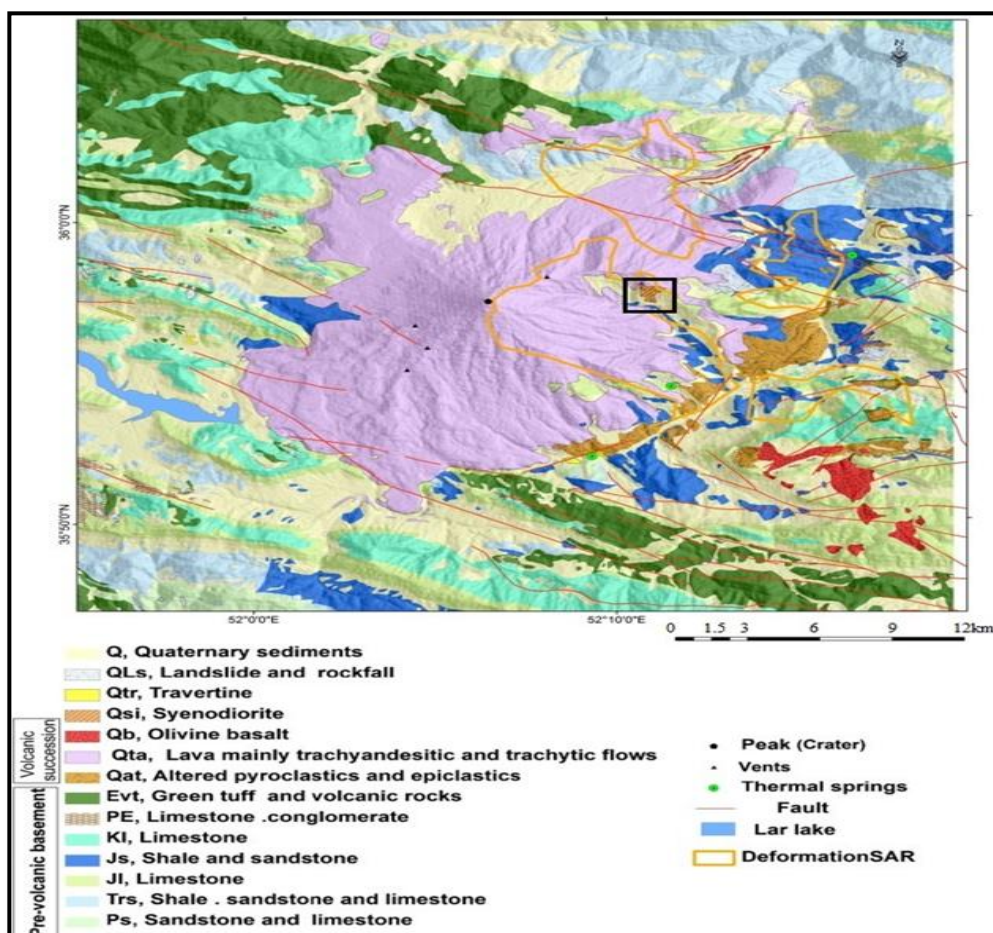 N
36°0'0"N
35°50'0"N
52°0'0"E
52°10'0"E
0 1.5 3 6 9 12km
Q, Quaternary sediments
QLs, Landslide and rockfall
Qtr, Travertine
Qsi, Syenodiorite
Qb, Olivine basalt
Qta, Lava mainly trachyandesitic and trachytic flows
Qat, Altered pyroclastics and epiclastics
Evt, Green tuff and volcanic rocks
PE, Limestone .conglomerate
Kl, Limestone
Js, Shale and sandstone
Jl, Limestone
Trs, Shale . sandstone and limestone
Ps, Sandstone and limestone
Volcanic
succession
Pre-volcanic basement
Peak (Crater)
Vents
Thermal springs
Fault
Lar lake
DeformationSAR